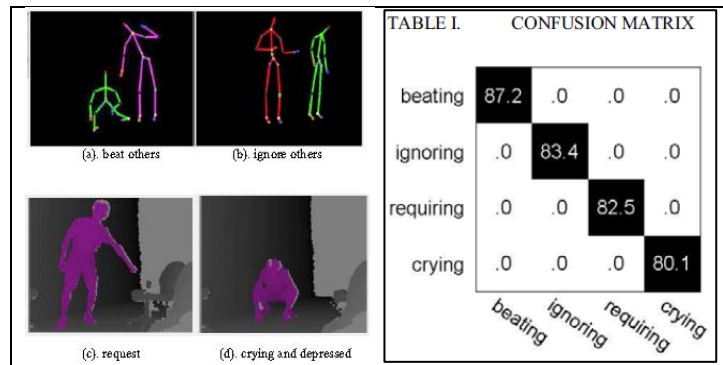 (a). beat others
(b). ignore others
(c). request
(d). crying and depressed
TABLE I. CONFUSION MATRIX
beating 87.2 .0 .0 .0
ignoring .0 83.4 .0 .0
requiring .0 .0 82.5 .0
crying .0 .0 .0 80.1
beating ignoring requiring crying